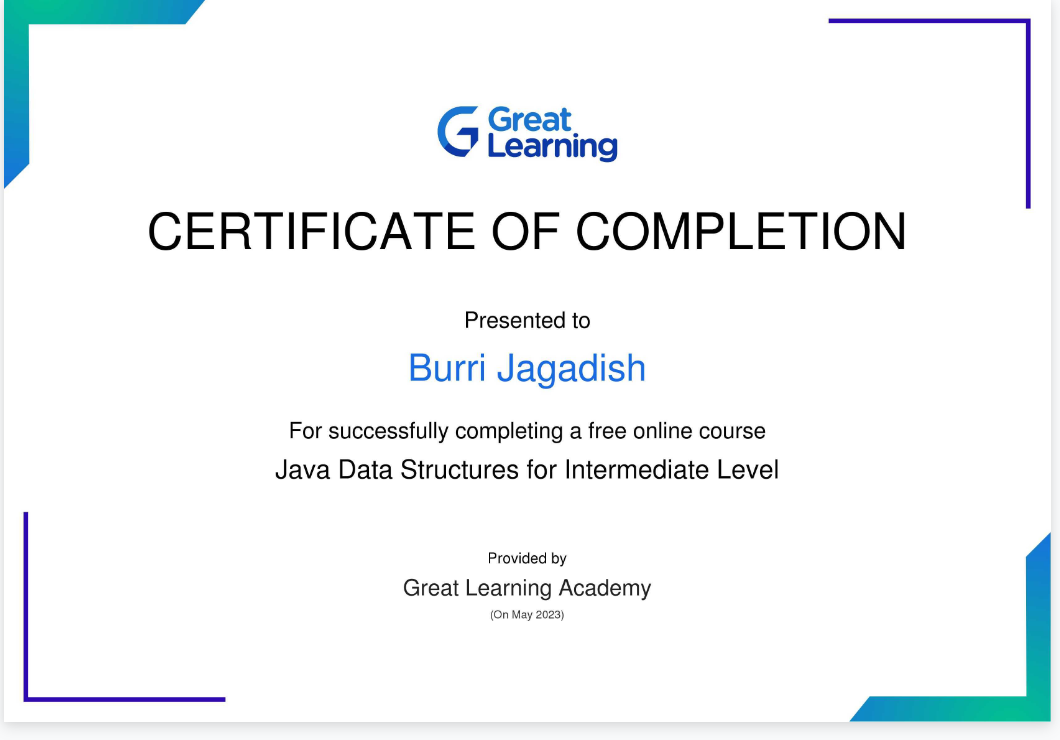 Great
Learning
CERTIFICATE OF COMPLETION
Presented to
Burri Jagadish
For successfully completing a free online course
Java Data Structures for Intermediate Level
Provided by
Great Learning Academy
(On May 2023)